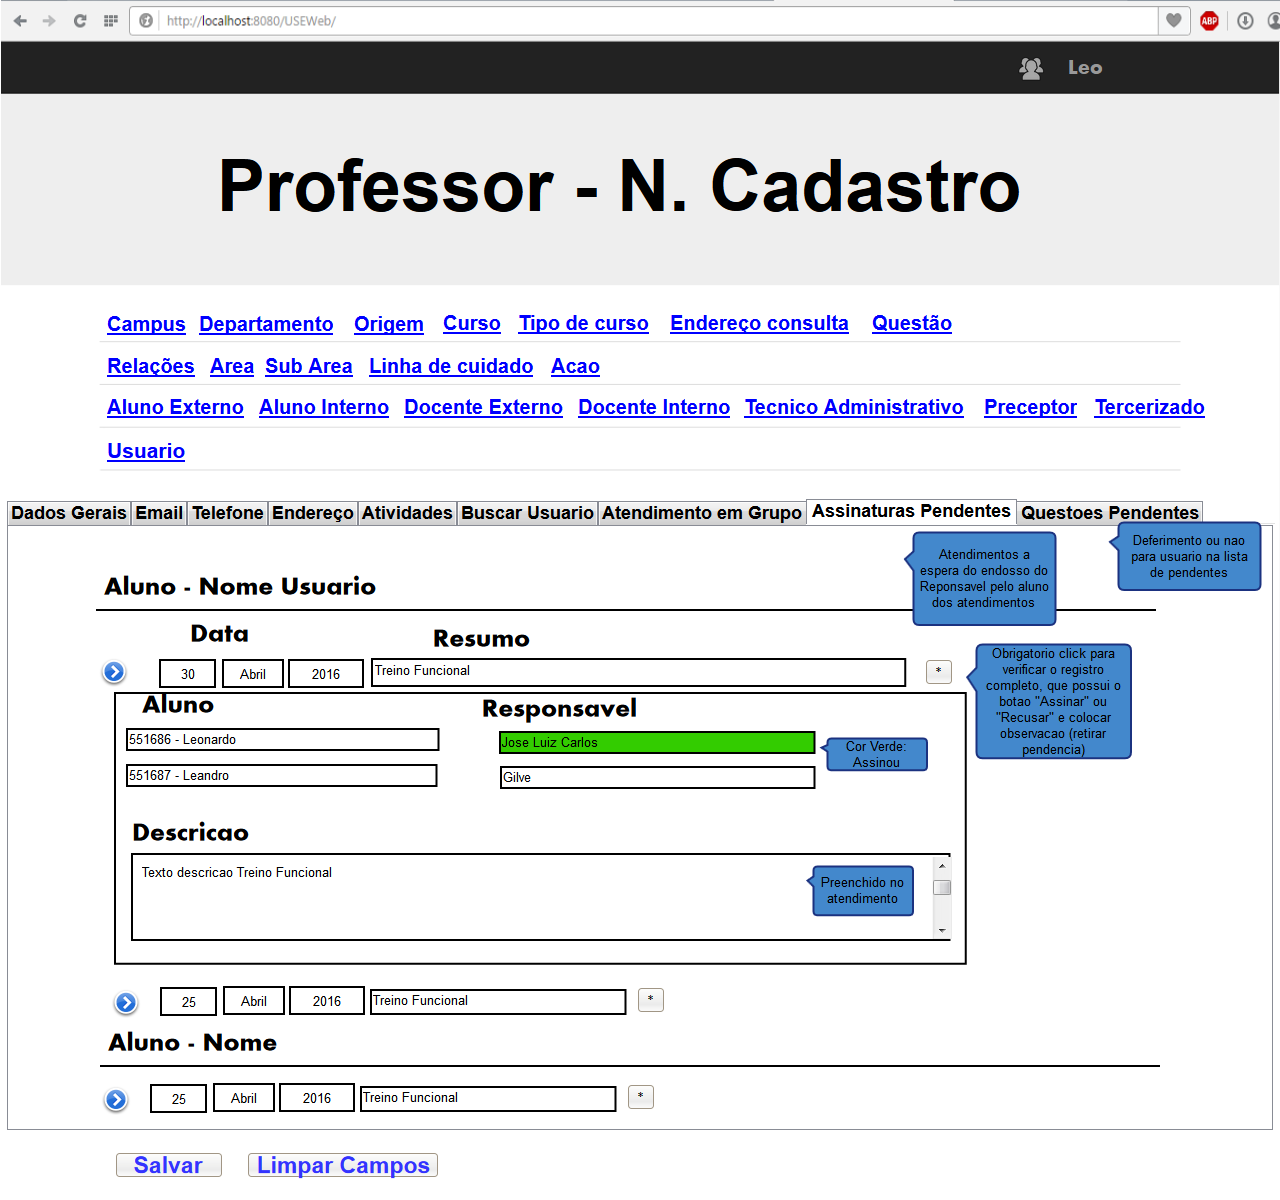 http://localhost:8080/USEWeb/
ABP
Leo
Professor - N. Cadastro
Campus Departamento Origem Curso Tipo de curso Endereço consulta Questão
Relações Area Sub Area Linha de cuidado Acao
Aluno Externo Aluno Interno Docente Externo Docente Interno Tecnico Administrativo Preceptor Tercerizado
Usuario
Dados Gerais Email Telefone Endereço Atividades Buscar Usuario Atendimento em Grupo Assinaturas Pendentes Questoes Pendentes
Atendimentos a
espera do endosso do
Reponsavel pelo aluno
dos atendimentos
Deferimento ou nao
para usuario na lista
de pendentes
Aluno - Nome Usuario
Data Resumo
30 Abril 2016 Treino Funcional *
Obrigatorio click para
verificar o registro
completo, que possui o
botao "Assinar" ou
"Recusar" e colocar
observacao (retirar
pendencia)
Aluno Responsavel
551686 - Leonardo Jose Luiz Carlos
Cor Verde:
Assinou
551687 - Leandro Gilve
Descricao
Texto descricao Treino Funcional
Preenchido no
atendimento
25 Abril 2016 Treino Funcional *
Aluno - Nome
25 Abril 2016 Treino Funcional *
Salvar Limpar Campos